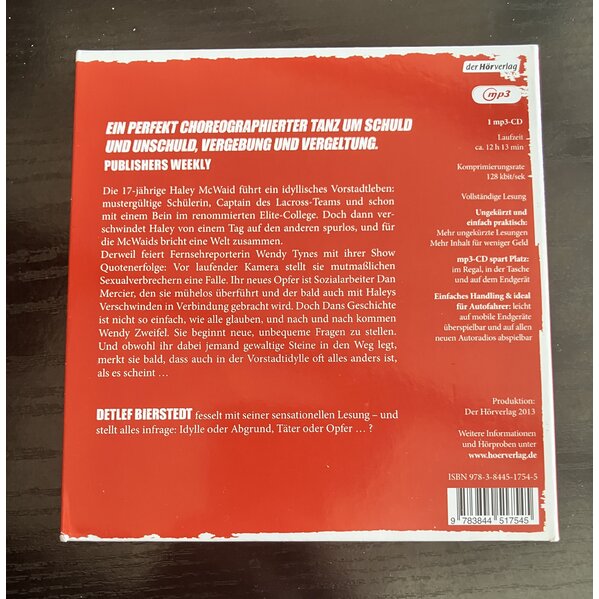 der Hörverlag
mp3
1 mp3-CD
Laufzeit
ca. 12 h 13 min
Komprimierungsrate
128 kbit/sek
Vollständige Lesung
Ungekürzt und
einfach praktisch:
Mehr ungekürzte Lesungen
Mehr Inhalt für weniger Geld
mp3-CD spart Platz:
im Regal, in der Tasche
und auf dem Endgerät
Einfaches Handling & ideal
für Autofahrer: leicht
auf mobile Endgeräte
überspielbar und auf allen
neuen Autoradios abspielbar
EIN PERFEKT CHOREOGRAPHIERTER TANZ UM SCHULD
UND UNSCHULD, VERGEBUNG UND VERGELTUNG.
PUBLISHERS WEEKLY
Die 17-jährige Haley McWaid führt ein idyllisches Vorstadtleben:
mustergültige Schülerin, Captain des Lacross-Teams und schon
mit einem Bein im renommierten Elite-College. Doch dann ver-
schwindet Haley von einem Tag auf den anderen spurlos, und für
die McWaids bricht eine Welt zusammen.
Derweil feiert Fernsehreporterin Wendy Tynes mit ihrer Show
Quotenerfolge: Vor laufender Kamera stellt sie mutmaßlichen
Sexualverbrechern eine Falle. Ihr neues Opfer ist Sozialarbeiter Dan
Mercier, den sie mühelos überführt und der bald auch mit Haleys
Verschwinden in Verbindung gebracht wird. Doch Dans Geschichte
ist nicht so einfach, wie alle glauben, und nach und nach kommen
Wendy Zweifel. Sie beginnt neue, unbequeme Fragen zu stellen.
Und obwohl ihr dabei jemand gewaltige Steine in den Weg legt,
merkt sie bald, dass auch in der Vorstadtidylle oft alles anders ist,
als es scheint ...
DETLEF BIERSTEDT fesselt mit seiner sensationellen Lesung – und
stellt alles infrage: Idylle oder Abgrund, Täter oder Opfer ... ?
Produktion:
Der Hörverlag 2013
Weitere Informationen
und Hörproben unter
www.hoerverlag.de
ISBN 978-3-8445-1754-5
9 783844 517545